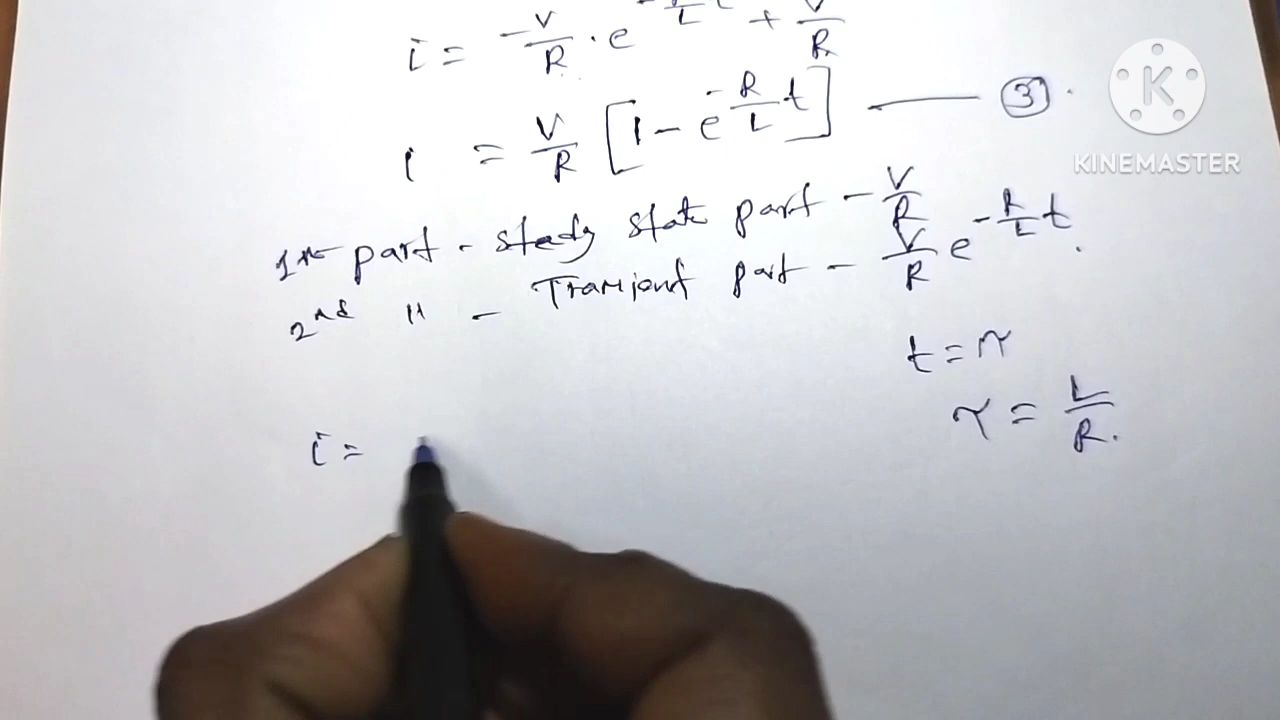 i = -V/R . e^-R/L t + V/R
i = V/R [1 - e^-R/L t] —— ③.
KINEMASTER
1st part - steady state part - V/R
2nd " - Transient part - V/R e^-R/L t.
t = τ
τ = L/R.
i =